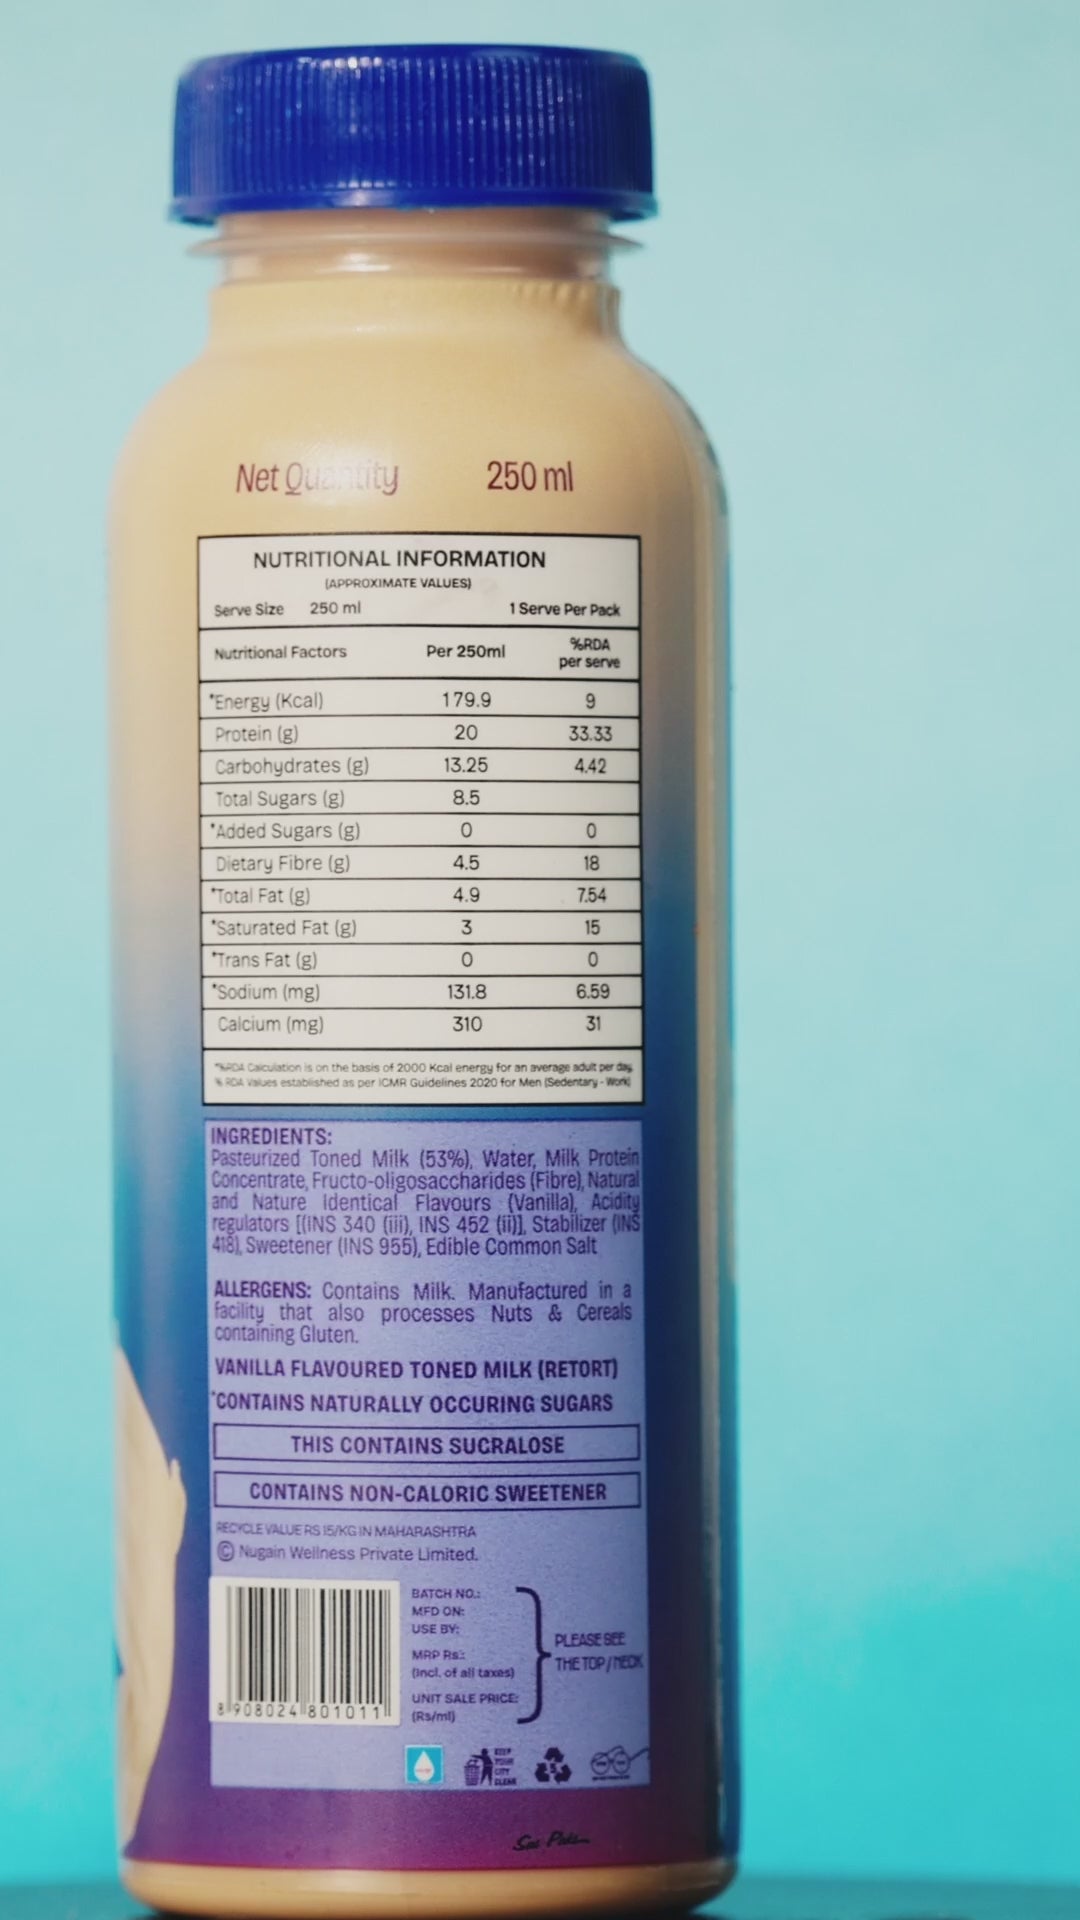 Net Quantity 250 ml
NUTRITIONAL INFORMATION
(APPROXIMATE VALUES)
Serve Size 250 ml 1 Serve Per Pack
Nutritional Factors Per 250ml %RDA per serve
*Energy (Kcal) 179.9 9
Protein (g) 20 33.33
Carbohydrates (g) 13.25 4.42
Total Sugars (g) 8.5
*Added Sugars (g) 0 0
Dietary Fibre (g) 4.5 18
*Total Fat (g) 4.9 7.54
*Saturated Fat (g) 3 15
*Trans Fat (g) 0 0
*Sodium (mg) 131.8 6.59
Calcium (mg) 310 31
*%RDA Calculation is on the basis of 2000 Kcal energy for an average adult per day.
% RDA Values established as per ICMR Guidelines 2020 for Men (Sedentary - Work)
INGREDIENTS:
Pasteurized Toned Milk (53%), Water, Milk Protein
Concentrate, Fructo-oligosaccharides (Fibre), Natural
and Nature Identical Flavours (Vanilla), Acidity
regulators [(INS 340 (iii), INS 452 (ii)], Stabilizer (INS
418), Sweetener (INS 955), Edible Common Salt
ALLERGENS: Contains Milk. Manufactured in a
facility that also processes Nuts & Cereals
containing Gluten.
VANILLA FLAVOURED TONED MILK (RETORT)
*CONTAINS NATURALLY OCCURING SUGARS
THIS CONTAINS SUCRALOSE
CONTAINS NON-CALORIC SWEETENER
RECYCLE VALUE RS 15/KG IN MAHARASHTRA
© Nugain Wellness Private Limited.
BATCH NO.:
MFD ON:
USE BY:
MRP Rs.:
(Incl. of all taxes)
UNIT SALE PRICE:
(Rs/ml)
PLEASE SEE
THE TOP / NECK
8 908024 801011
KEEP
YOUR
CITY
CLEAN